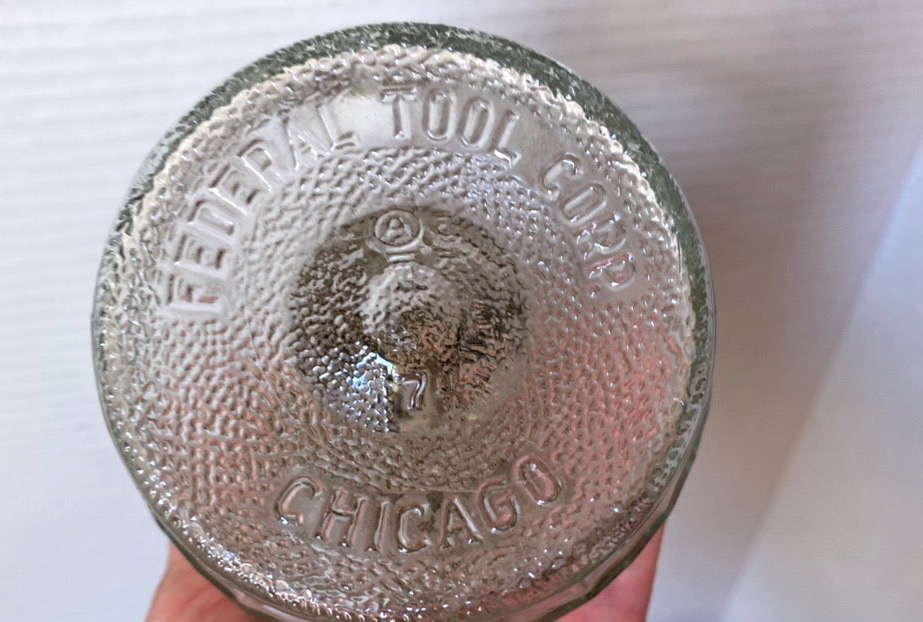 FEDERAL TOOL CORP
A
7
CHICAGO